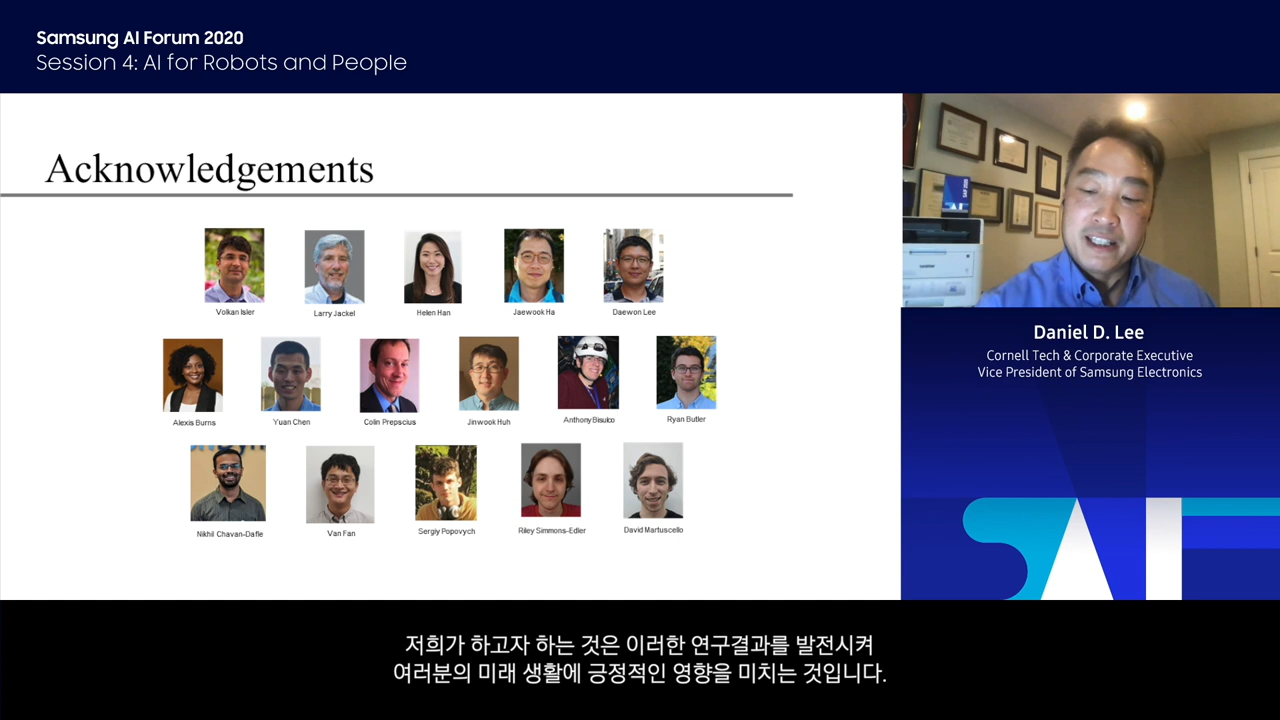 Samsung AI Forum 2020
Session 4: AI for Robots and People
Acknowledgements
Volkan Isler
Larry Jackel
Helen Han
Jaewook Ha
Daewon Lee
Alexis Burns
Yuan Chen
Colin Prepscius
Jinwook Huh
Anthony Bisulco
Ryan Butler
Nikhil Chavan-Dafle
Van Fan
Sergiy Popovych
Riley Simmons-Edler
David Martuscello
Daniel D. Lee
Cornell Tech & Corporate Executive
Vice President of Samsung Electronics
저희가 하고자 하는 것은 이러한 연구결과를 발전시켜
여러분의 미래 생활에 긍정적인 영향을 미치는 것입니다.